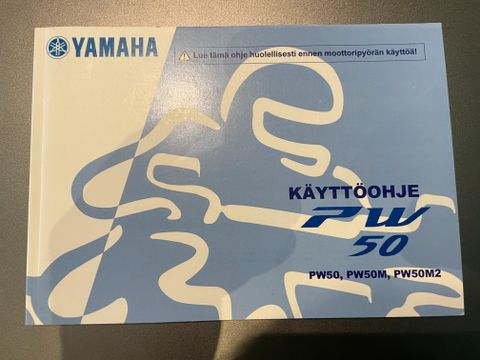 YAMAHA
Lue tämä ohje huolellisesti ennen moottoripyörän käyttöä!
KÄYTTÖOHJE
PW
50
PW50, PW50M, PW50M2